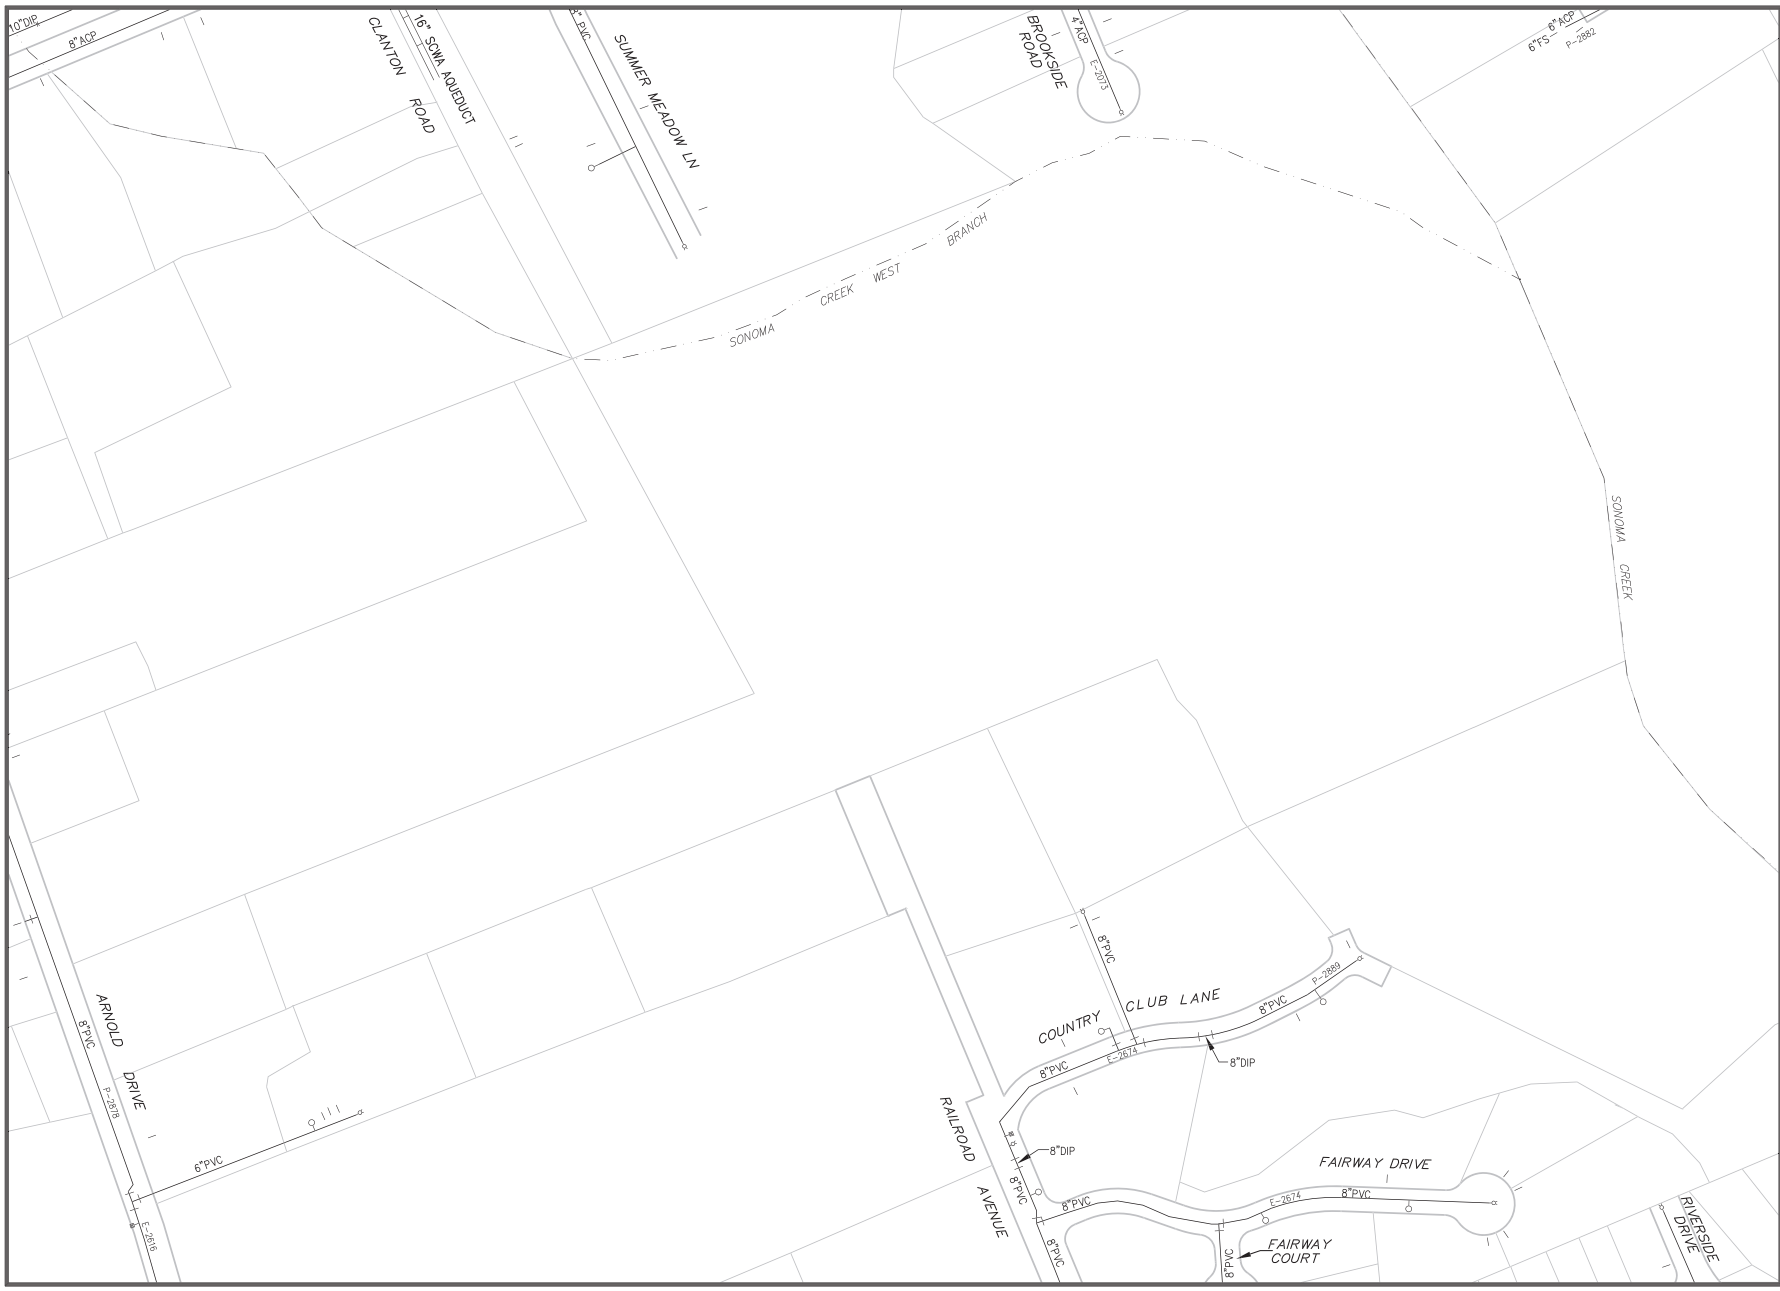 10"DIP
8"ACP
CLANTON ROAD
16" SCWA AQUEDUCT
8" PVC
SUMMER MEADOW LN
BROOKSIDE
ROAD
4"ACP
E-2073
6"ACP
6"FS
P-2882
SONOMA CREEK WEST BRANCH
SONOMA CREEK
8"PVC
ARNOLD DRIVE
P-2878
6"PVC
E-2616
8"PVC
COUNTRY CLUB LANE
P-2889
8"PVC
8"PVC
E-2674
8"DIP
RAILROAD AVENUE
8"DIP
8"PVC
8"PVC
8"PVC
FAIRWAY DRIVE
E-2674
8"PVC
8"PVC
FAIRWAY
COURT
RIVERSIDE
DRIVE